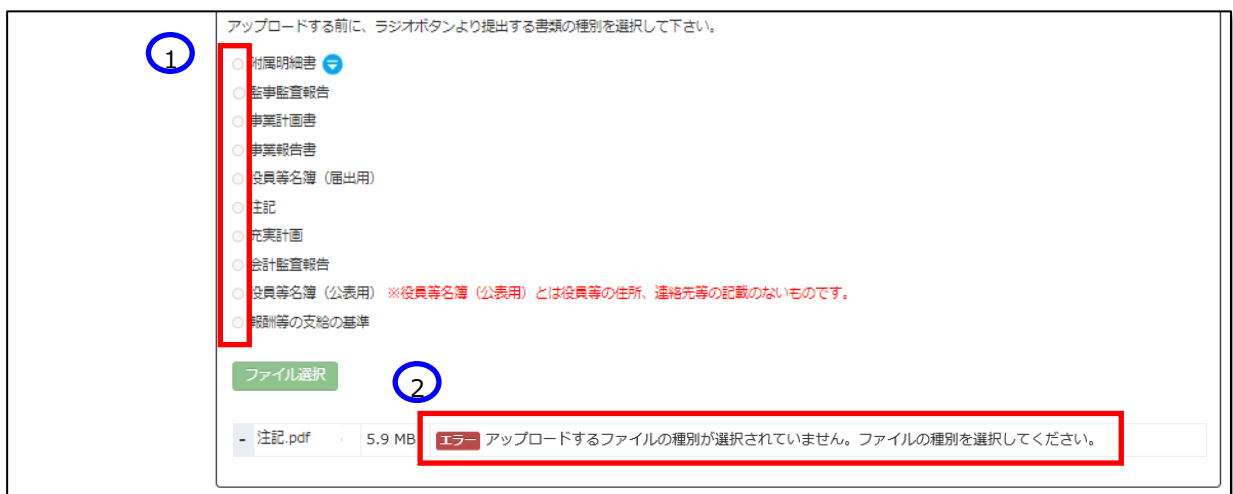 アップロードする前に、ラジオボタンより提出する書類の種別を選択して下さい。
1
附属明細書
監事監査報告
事業計画書
事業報告書
役員等名簿（届出用）
注記
充実計画
会計監査報告
役員等名簿（公表用） ※役員等名簿（公表用）とは役員等の住所、連絡先等の記載のないものです。
報酬等の支給の基準
ファイル選択
2
- 注記.pdf 5.9 MB エラー アップロードするファイルの種別が選択されていません。ファイルの種別を選択してください。